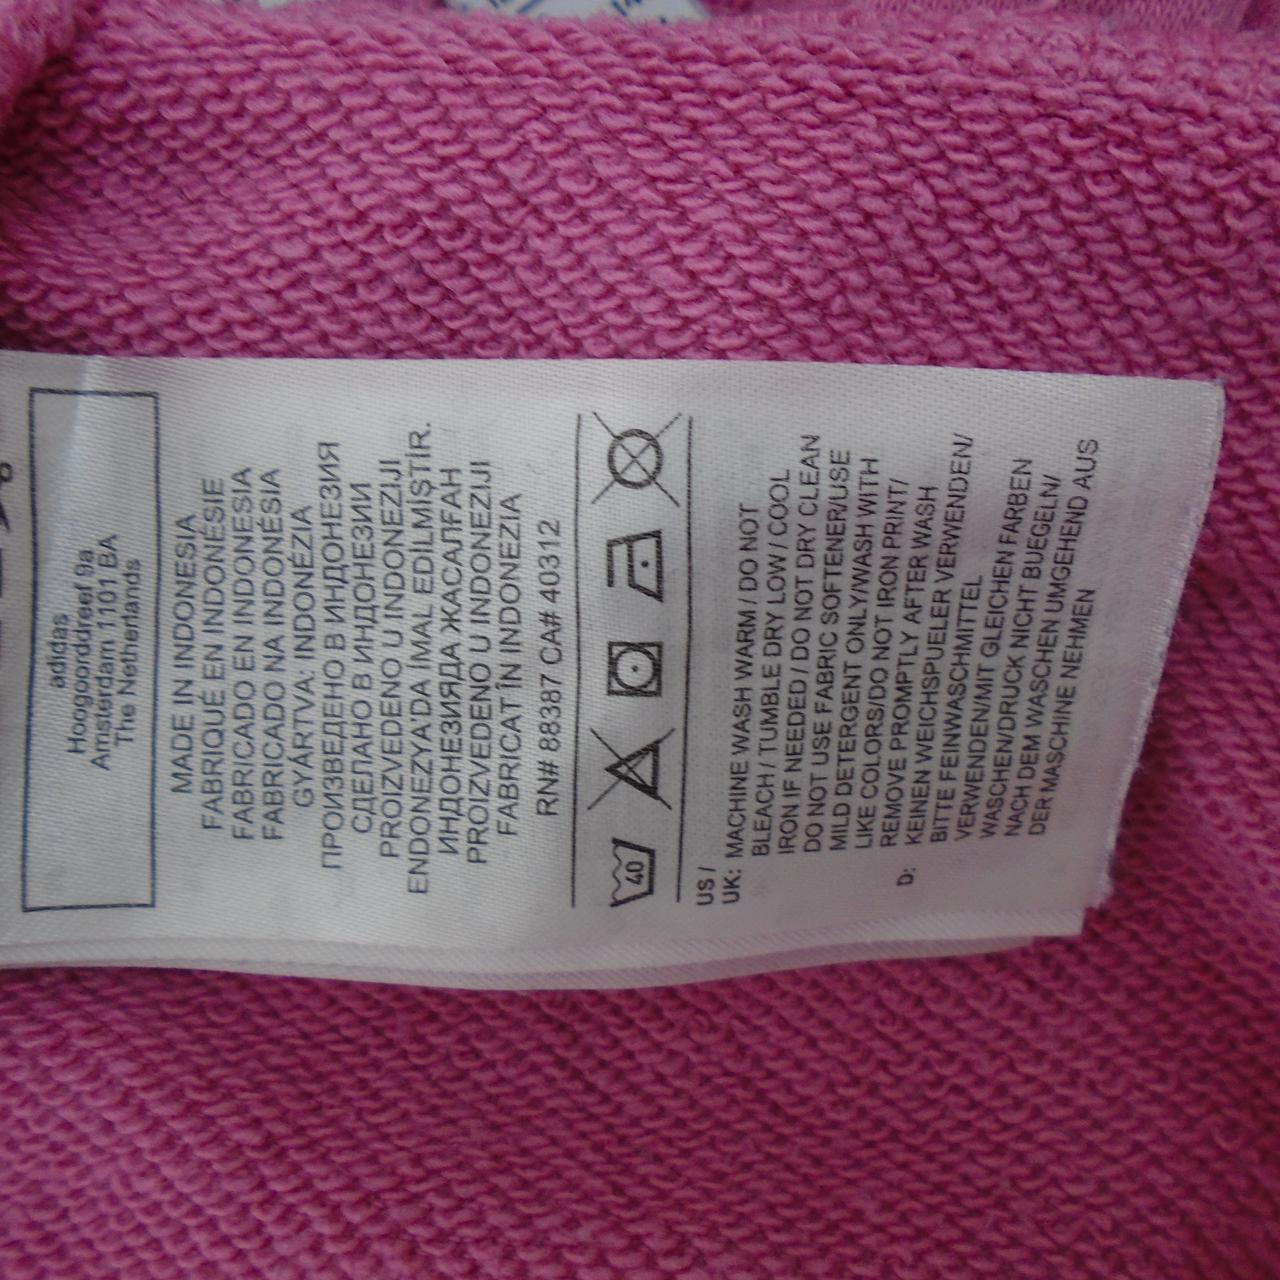 adidas
Hoogoorddreef 9a
Amsterdam 1101 BA
The Netherlands
MADE IN INDONESIA
FABRIQUÉ EN INDONÉSIE
FABRICADO EN INDONESIA
FABRICADO NA INDONÉSIA
GYÁRTVA: INDONÉZIA
ПРОИЗВЕДЕНО В ИНДОНЕЗИЯ
СДЕЛАНО В ИНДОНЕЗИИ
PROIZVEDENO U INDONEZIJI
ENDONEZYA'DA İMAL EDİLMİŞTİR.
ИНДОНЕЗИЯДА ЖАСАЛҒАН
PROIZVEDENO U INDONEZIJI
FABRICAT ÎN INDONEZIA
RN# 88387 CA# 40312
40
US /
UK: MACHINE WASH WARM / DO NOT
BLEACH / TUMBLE DRY LOW / COOL
IRON IF NEEDED / DO NOT DRY CLEAN
DO NOT USE FABRIC SOFTENER/USE
MILD DETERGENT ONLY/WASH WITH
LIKE COLORS/DO NOT IRON PRINT/
REMOVE PROMPTLY AFTER WASH
D: KEINEN WEICHSPUELER VERWENDEN/
BITTE FEINWASCHMITTEL
VERWENDEN/MIT GLEICHEN FARBEN
WASCHEN/DRUCK NICHT BUEGELN/
NACH DEM WASCHEN UMGEHEND AUS
DER MASCHINE NEHMEN